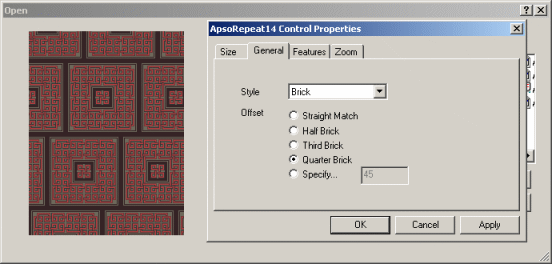 Open
ApsoRepeat14 Control Properties
Size General Features Zoom
Style Brick
Offset Straight Match
Half Brick
Third Brick
Quarter Brick
Specify... 45
OK Cancel Apply